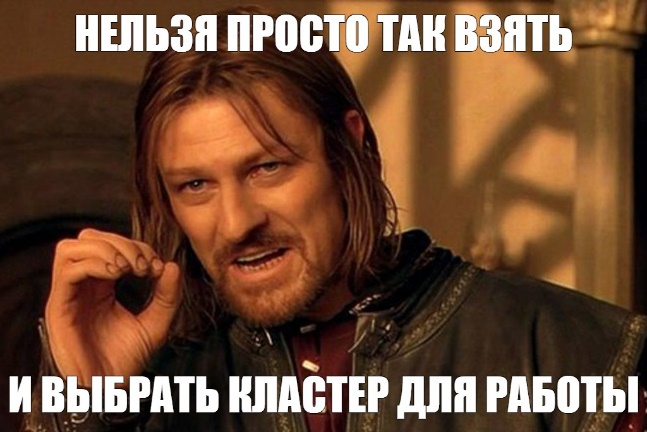 НЕЛЬЗЯ ПРОСТО ТАК ВЗЯТЬ
И ВЫБРАТЬ КЛАСТЕР ДЛЯ РАБОТЫ